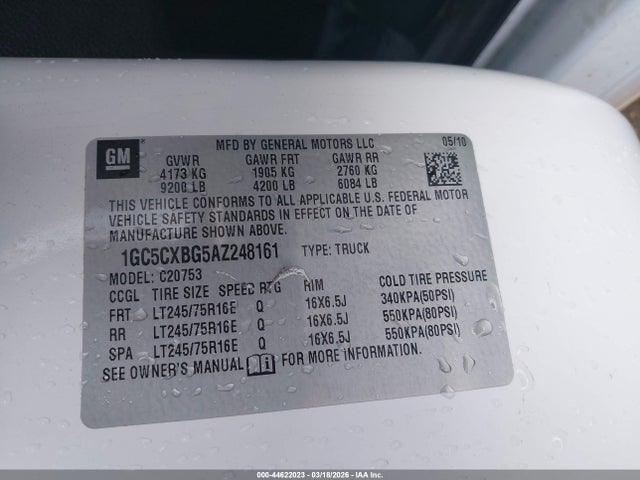 GM
MFD BY GENERAL MOTORS LLC 05/10
GVWR GAWR FRT GAWR RR
4173 KG 1905 KG 2760 KG
9200 LB 4200 LB 6084 LB
THIS VEHICLE CONFORMS TO ALL APPLICABLE U.S. FEDERAL MOTOR
VEHICLE SAFETY STANDARDS IN EFFECT ON THE DATE OF
MANUFACTURE SHOWN ABOVE.
1GC5CXBG5AZ248161 TYPE: TRUCK
MODEL: C20753
CCGL TIRE SIZE SPEED RTG RIM COLD TIRE PRESSURE
FRT LT245/75R16E Q 16X6.5J 340KPA(50PSI)
RR LT245/75R16E Q 16X6.5J 550KPA(80PSI)
SPA LT245/75R16E Q 16X6.5J 550KPA(80PSI)
SEE OWNER'S MANUAL FOR MORE INFORMATION.
000-44622023 | 03/18/2026 - IAA Inc.